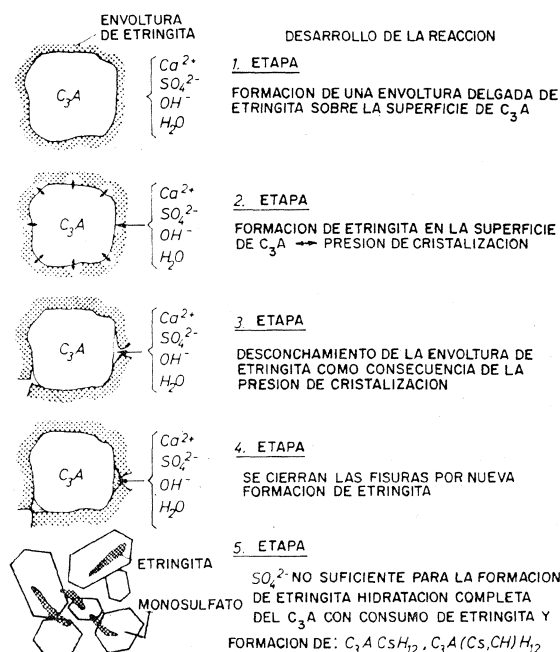 ENVOLTURA
DE ETRINGITA
DESARROLLO DE LA REACCION
C₃A
Ca²⁺
SO₄²⁻
OH⁻
H₂O
1. ETAPA
FORMACION DE UNA ENVOLTURA DELGADA DE
ETRINGITA SOBRE LA SUPERFICIE DE C₃A
C₃A
Ca²⁺
SO₄²⁻
OH⁻
H₂O
2. ETAPA
FORMACION DE ETRINGITA EN LA SUPERFICIE
DE C₃A ↔ PRESION DE CRISTALIZACION
C₃A
Ca²⁺
SO₄²⁻
OH⁻
H₂O
3. ETAPA
DESCONCHAMIENTO DE LA ENVOLTURA DE
ETRINGITA COMO CONSECUENCIA DE LA
PRESION DE CRISTALIZACION
C₃A
Ca²⁺
SO₄²⁻
OH⁻
H₂O
4. ETAPA
SE CIERRAN LAS FISURAS POR NUEVA
FORMACION DE ETRINGITA
ETRINGITA
MONOSULFATO
5. ETAPA
SO₄²⁻ NO SUFICIENTE PARA LA FORMACION
DE ETRINGITA HIDRATACION COMPLETA
DEL C₃A CON CONSUMO DE ETRINGITA Y
FORMACION DE: C₃A CsH₁₂, C₃A (Cs,CH) H₁₂